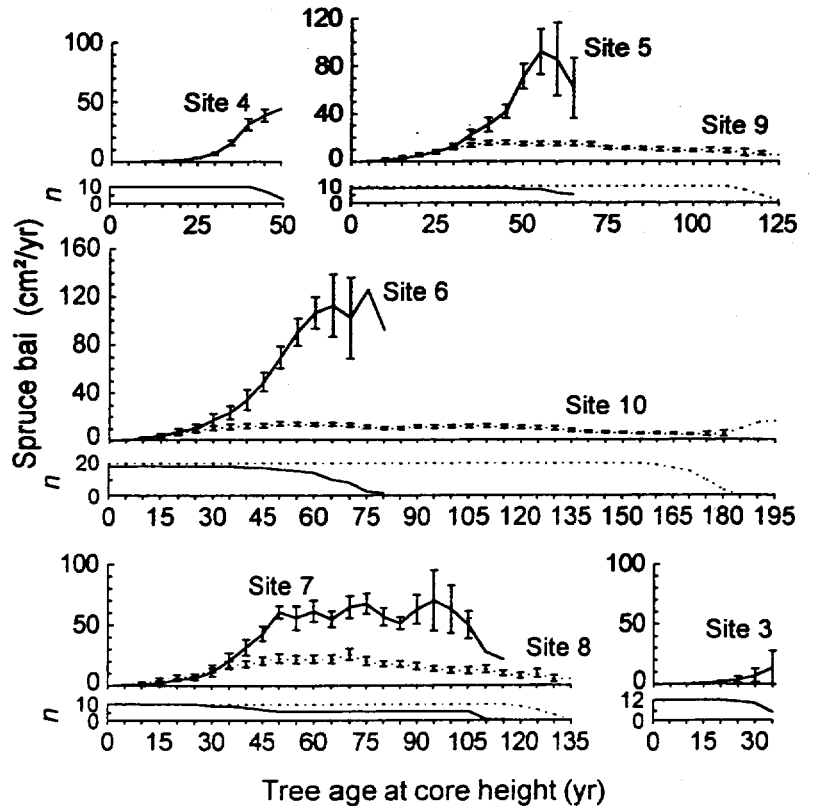 100
50
0
Site 4
n
10
0
0 25 50
120
80
40
0
Site 5
Site 9
10
0
0 25 50 75 100 125
Spruce bai (cm²/yr)
160
120
80
40
0
Site 6
Site 10
n
20
0
0 15 30 45 60 75 90 105 120 135 150 165 180 195
100
50
0
Site 7
Site 8
n
10
0
0 15 30 45 60 75 90 105 120 135
100
50
0
Site 3
12
0
0 15 30
Tree age at core height (yr)